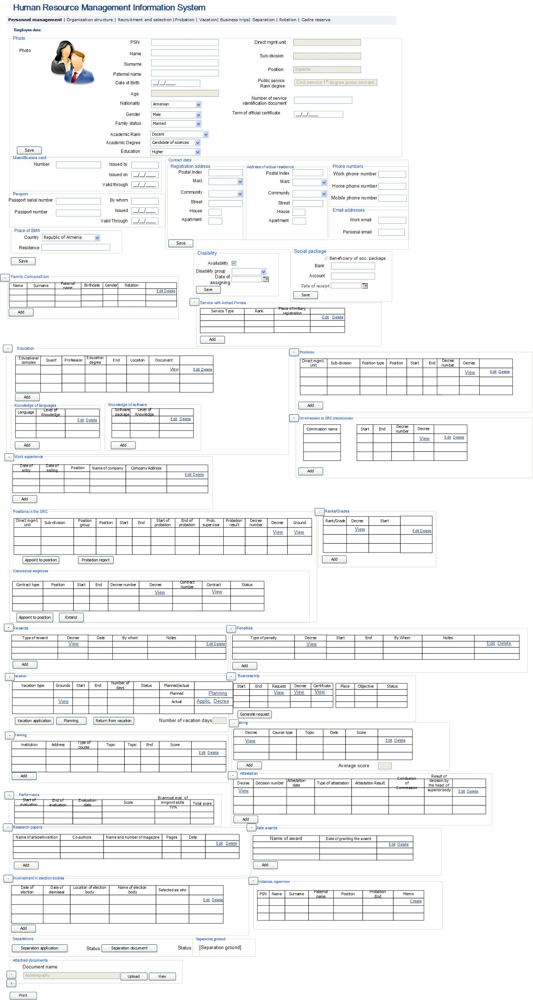 Human Resource Management Information System
Personnel management | Organization structure | Recruitment and selection |Probation | Vacation| Business trips| Separation | Rotation | Cadre reserve
Employee data
Photo
Photo
PSN
Name
Surname
Paternal name
Date of Birth __/__/____
Age
Nationality Armenian
Gender Male
Family status Married
Academic Rank Docent
Academic Degree Candidate of sciences
Education Higher
Direct mgmt.unit
Sub-division
Position Inspector
Public service
Rank degree Civil service 1st degree junior servant
Number of service
identification document
Term of official certificate __/__/____
Save
Identification card
Number
Issued by
Issued on __/__/____
Valid through __/__/____
Passport
Passport serial number
Passport number
By whom
Issued __/__/____
Valid Through __/__/____
Place of Birth
Country Republic of Armenia
Residence
Save
Contact data
Registration address
Postal Index
Marz
Community
Street
House
Apartment
Address of actual residence
Postal Index
Marz
Community
Street
House
Apartment
Phone numbers
Work phone number
Home phone number
Mobile phone number
Email addresses
Work email
Personal email
Save
Disability
Availability
Disability group
Date of
assigning
Save
Social package
Beneficiary of soc. package
Bank
Account
Date of receipt
Save
- Family Composition
Name Surname Paternal name Birthdate Gender Relation
Edit Delete
Add
- Service with Armed Forces
Service Type Rank Place of military registration
Edit Delete
Add
- Education
Educational complex Qualif Profession Education degree End Location Document
View Edit Delete
Add
Knowledge of languages
Language Level of Knowledge
Edit Delete
Add
Knowledge of software
Software package Level of Knowledge
Edit Delete
Add
- Positions
Direct mgmt. unit Sub-division Position type Position Start End Decree number Decree
View Edit Delete
Add
- Involvement in SRC commissions
Commission name Start End Decree number Decree
View Edit Delete
Add
- Work experience
Date of entry Date of exiting Position Name of company Company Address
Edit Delete
Add
Positions in the SRC
Direct mgmt. unit Sub-division Position group Position Start End Start of probation End of probation Prob. supervisor Probation result Decree number Decree Ground
View View
Appoint to position Probation report
- Ranks/Grades
Rank/Grade Decree Start
View Edit Delete
Add
Contractual employee
Contract type Position Start End Decree number Decree Contract number Contract Status
View View
Appoint to position Extend
- Rewards
Type of reward Decree Date By whom Notes
View Edit Delete
Add
- Penalties
Type of penalty Decree Start End By Whom Notes
View Edit Delete
Add
- acation
Vacation type Grounds Start End Number of days Status Planned/actual
Planned Planning
View Actual Applic. Decree
Vacation application Planning Return from vacation Number of vacation days
- Business trip
Start End Request Decree Certificate Place Objective Status
View View View
Generate request
- raining
Institution Address Type of course Topic Topic End Score
Edit Delete
Add
- aining
Decree Course type Topic Date Score
View Edit Delete
Add Average score
- Attestation
Decree Decision number Attestation date Type of attestation Attestation Result Conclusion of Commission Result of decision by the head of superior body
View Edit Delete
Add
- Performance
Start of evaluation End of evaluation Evaluation date Score Bi-annual eval. of mngmnt skills 10% Total score
- Research papers
Name of article/invention Co-authors Name and number of magazine Pages Date
Edit Delete
Add
- State awards
Name of award Date of granting the award
Edit Delete
Add
- Involvement in election bodies
Date of election Date of dismissal Location of election body Name of election body Selected as who
Edit Delete
Add
- robation supervisor
PSN Name Surname Paternal name Position Probation End Memo
Create
Separations
Separation application Status Separation document Status
Separation ground
[Separation ground]
Attached documents
Document name
- Autobiography Upload View
+
Print